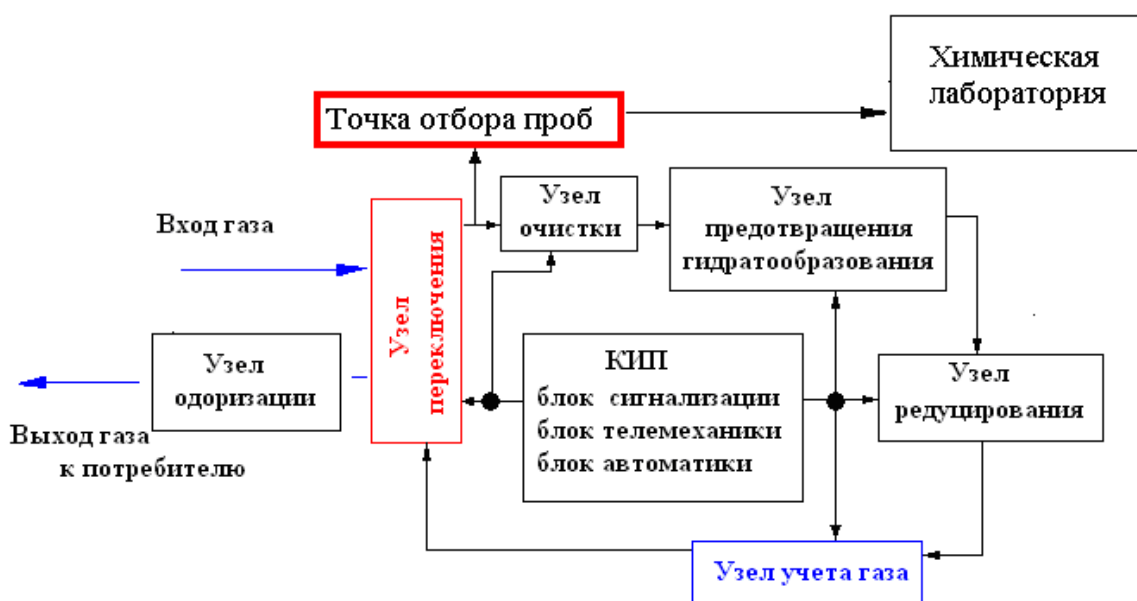 Химическая
лаборатория
Точка отбора проб
Узел
очистки
Узел
предотвращения
гидратообразования
Вход газа
Узел
переключения
Узел
одоризации
КИП
блок сигнализации
блок телемеханики
блок автоматики
Узел
редуцирования
Выход газа
к потребителю
Узел учета газа